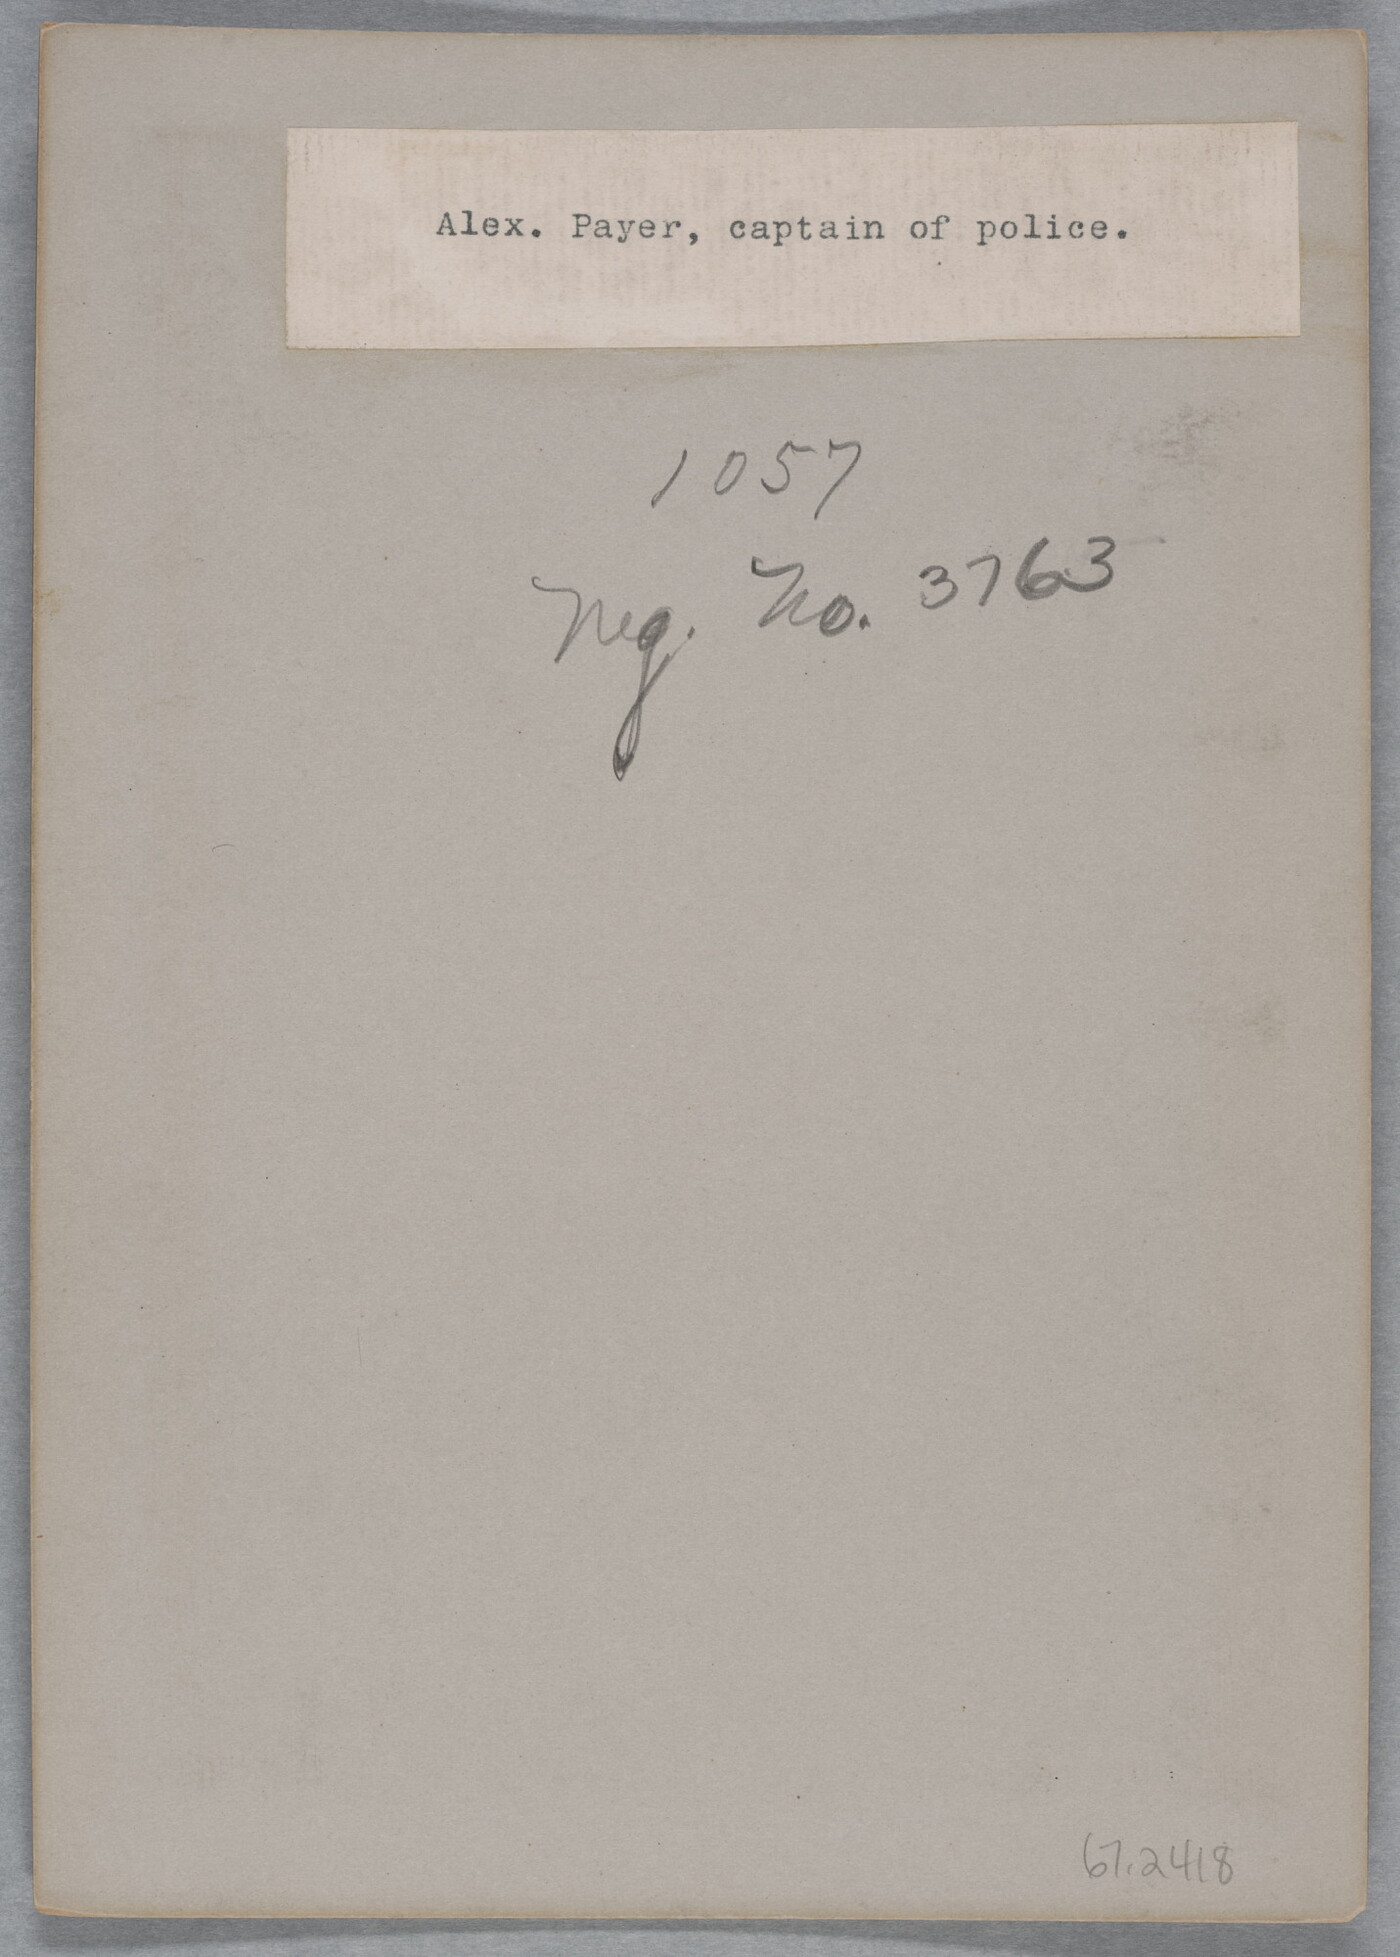 Alex. Payer, captain of police.
1057
Neg. No. 3763
67.2418